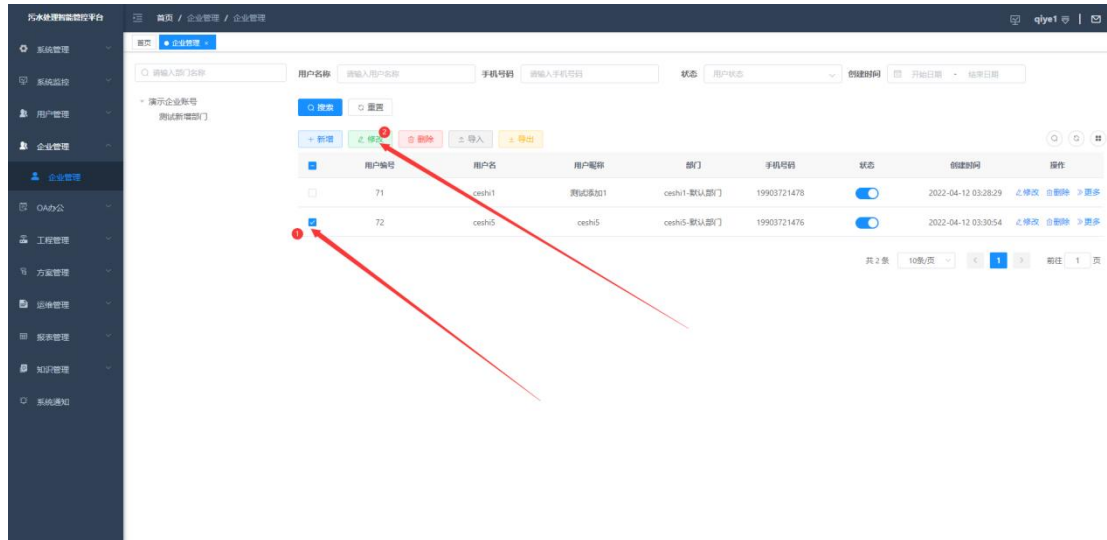 污水处理智能管控平台
首页 / 企业管理 / 企业管理
qiye1
首页 企业管理 ×
系统管理
系统监控
用户管理
企业管理
企业管理
OA办公
工程管理
方案管理
运维管理
报表管理
知识管理
系统通知
请输入部门名称
演示企业账号
测试新增部门
用户名称 请输入用户名称 手机号码 请输入手机号码 状态 用户状态 创建时间 开始日期 - 结束日期
搜索 重置
+ 新增 修改 删除 导入 导出
2
用户编号 用户名 用户昵称 部门 手机号码 状态 创建时间 操作
71 ceshi1 测试添加1 ceshi1-默认部门 19903721478 2022-04-12 03:28:29 修改 删除 更多
72 ceshi5 ceshi5 ceshi5-默认部门 19903721476 2022-04-12 03:30:54 修改 删除 更多
1
共 2 条 10条/页 < 1 > 前往 1 页